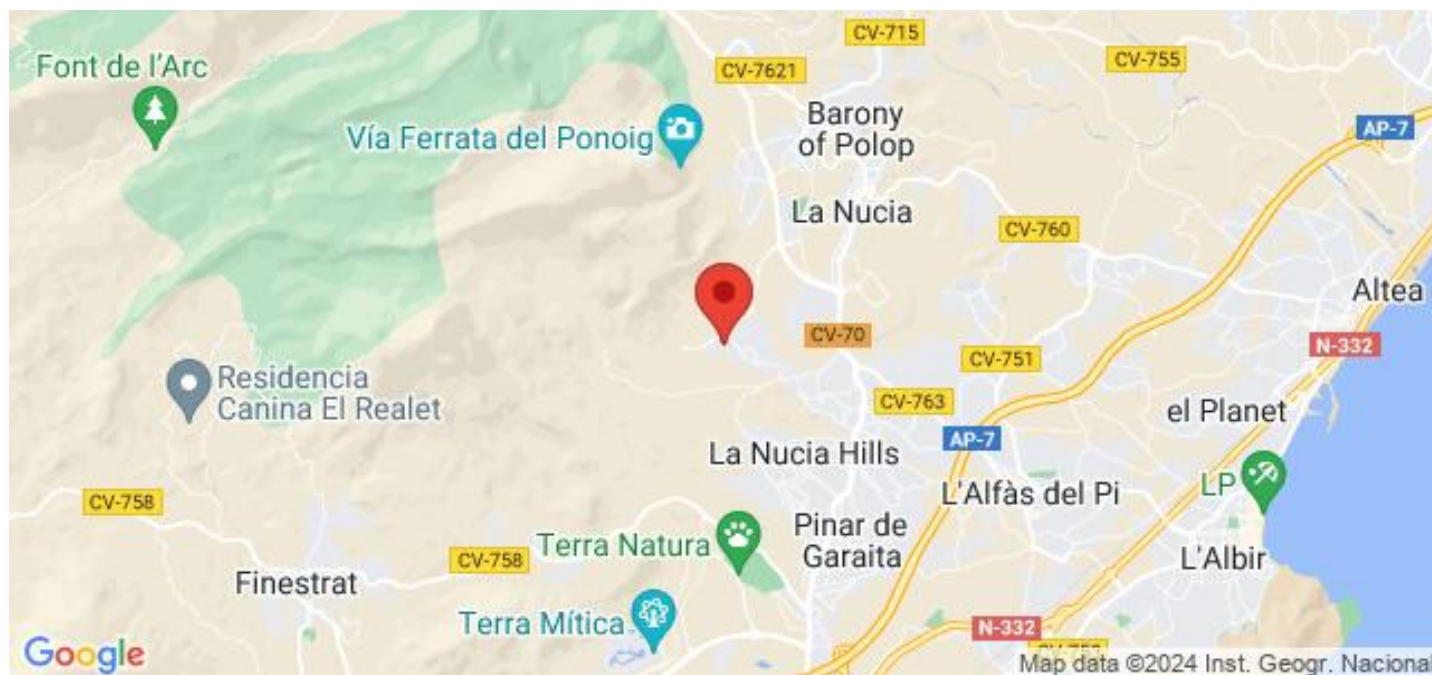 CV-715
CV-755
Font de l'Arc
CV-7621
Barony
of Polop
AP-7
Vía Ferrata del Ponoig
La Nucia
CV-760
Altea
CV-70
N-332
CV-751
Residencia
Canina El Realet
CV-763
el Planet
AP-7
La Nucia Hills
LP
L'Alfàs del Pi
CV-758
Pinar de
Garaita
Terra Natura
CV-758
L'Albir
Finestrat
Terra Mítica
N-332
Google
Map data ©2024 Inst. Geogr. Nacional